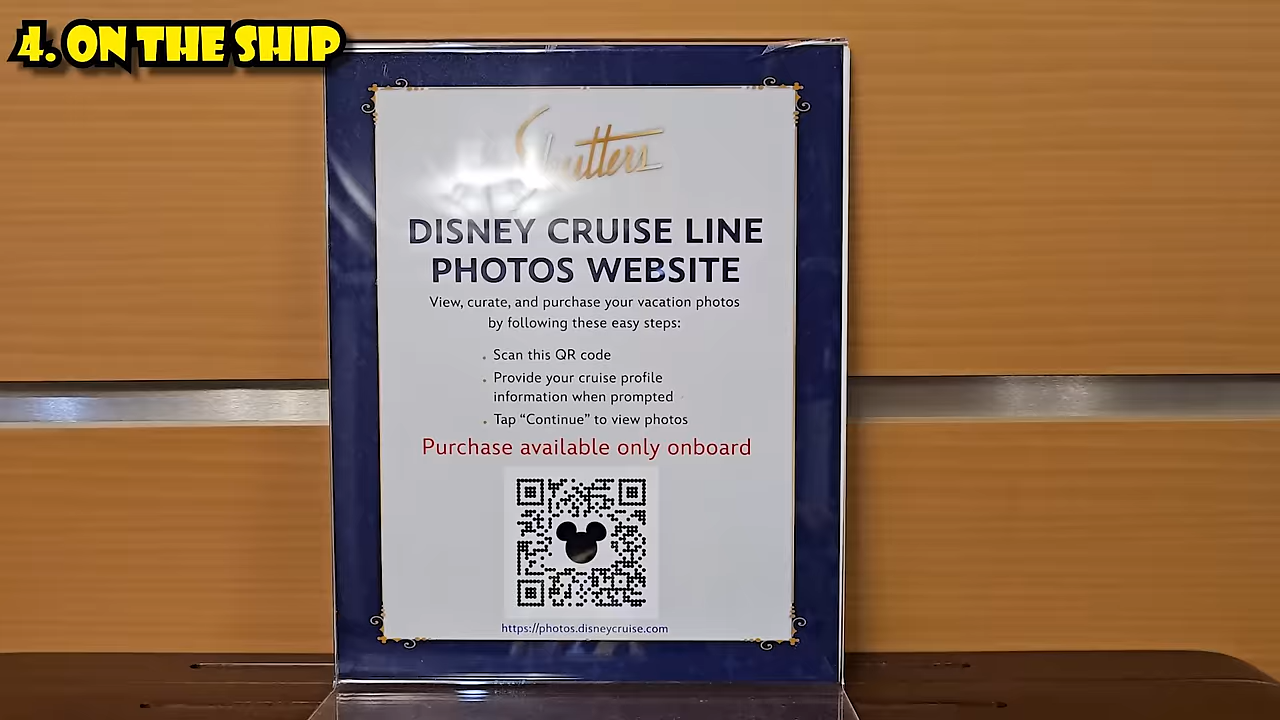 4. ON THE SHIP
Shutters
DISNEY CRUISE LINE
PHOTOS WEBSITE
View, curate, and purchase your vacation photos
by following these easy steps:
• Scan this QR code
• Provide your cruise profile
information when prompted
• Tap “Continue” to view photos
Purchase available only onboard
https://photos.disneycruise.com